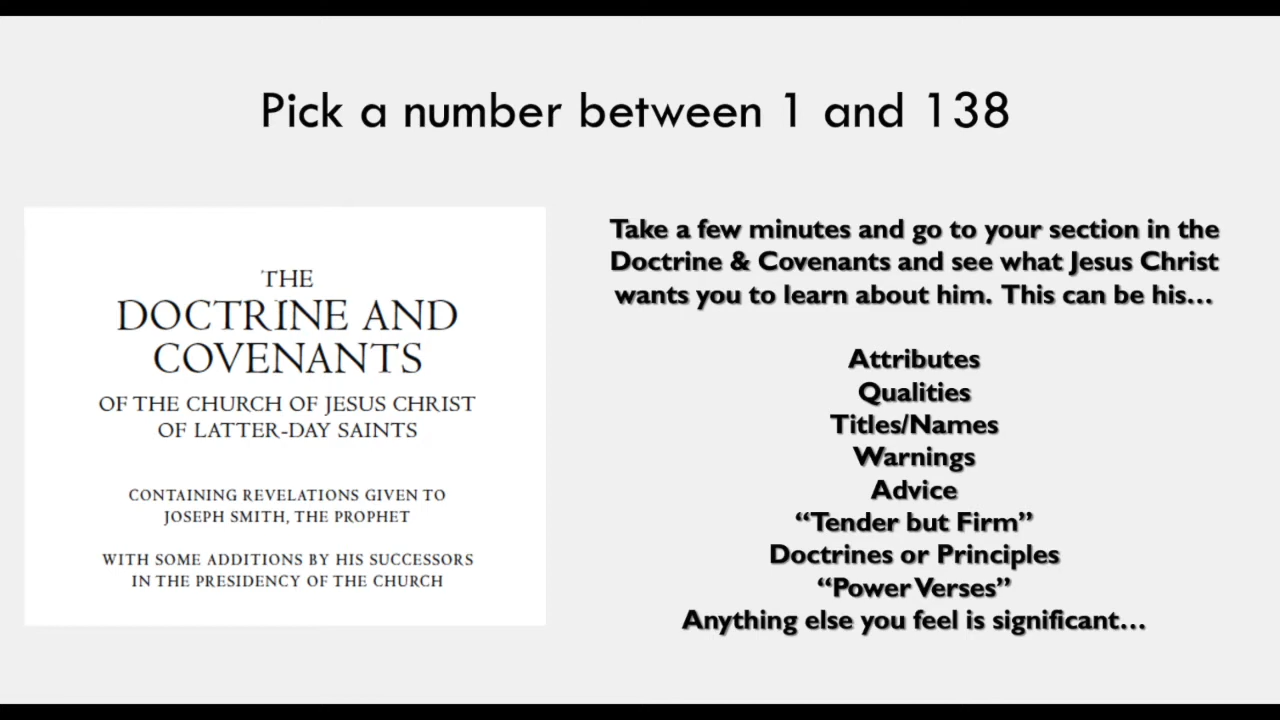 Pick a number between 1 and 138
THE
DOCTRINE AND
COVENANTS
OF THE CHURCH OF JESUS CHRIST
OF LATTER-DAY SAINTS
CONTAINING REVELATIONS GIVEN TO
JOSEPH SMITH, THE PROPHET
WITH SOME ADDITIONS BY HIS SUCCESSORS
IN THE PRESIDENCY OF THE CHURCH
Take a few minutes and go to your section in the
Doctrine & Covenants and see what Jesus Christ
wants you to learn about him. This can be his…
Attributes
Qualities
Titles/Names
Warnings
Advice
“Tender but Firm”
Doctrines or Principles
“Power Verses”
Anything else you feel is significant…